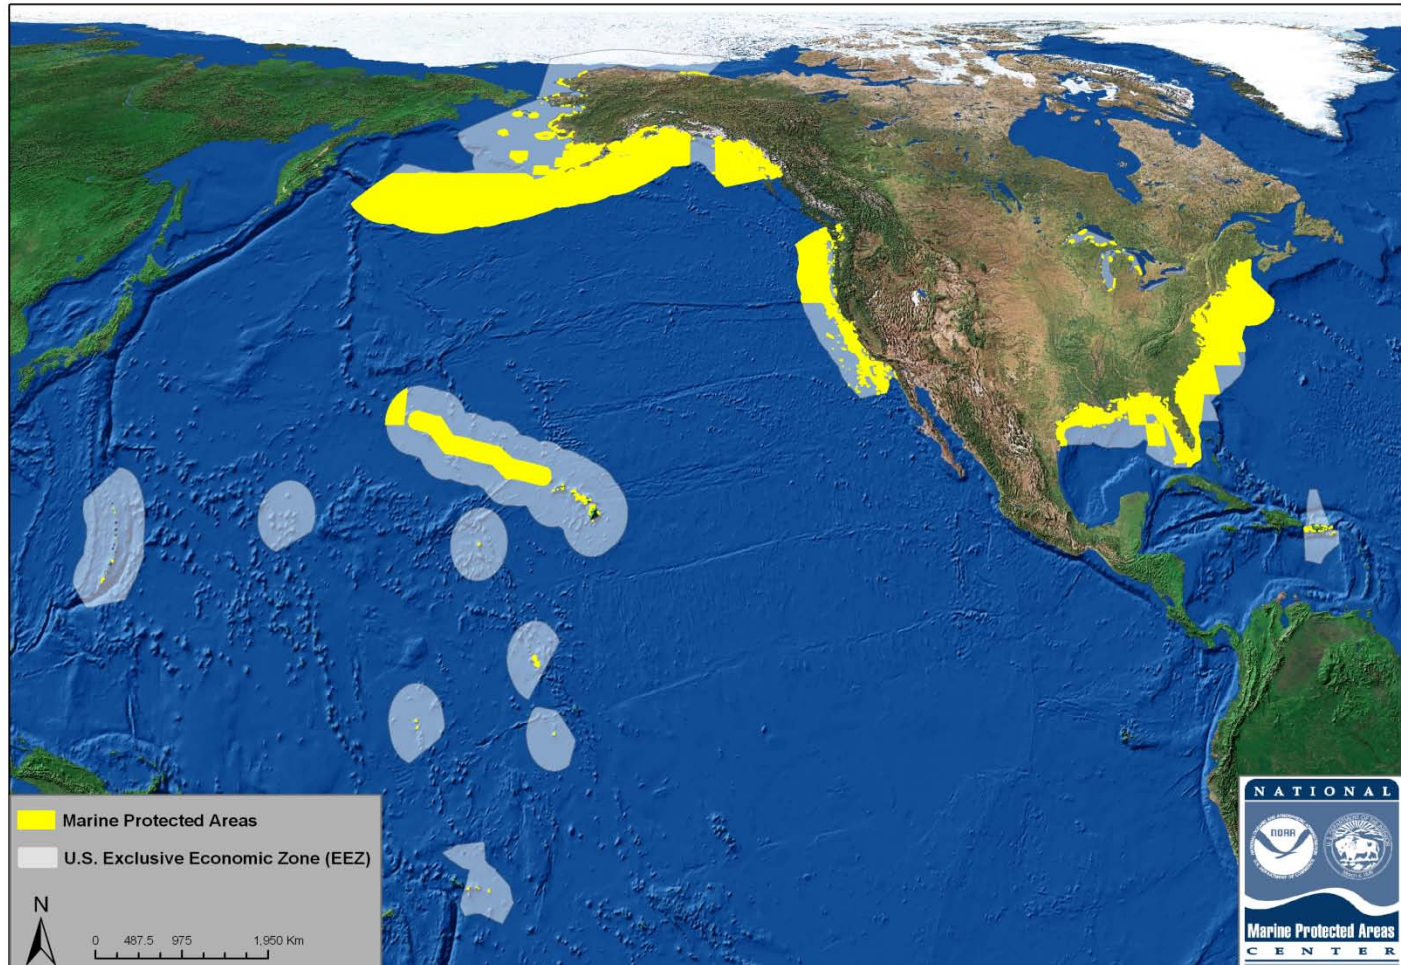 Marine Protected Areas
U.S. Exclusive Economic Zone (EEZ)
N
0 487.5 975 1,950 Km
NATIONAL
NOAA
Marine Protected Areas
CENTER